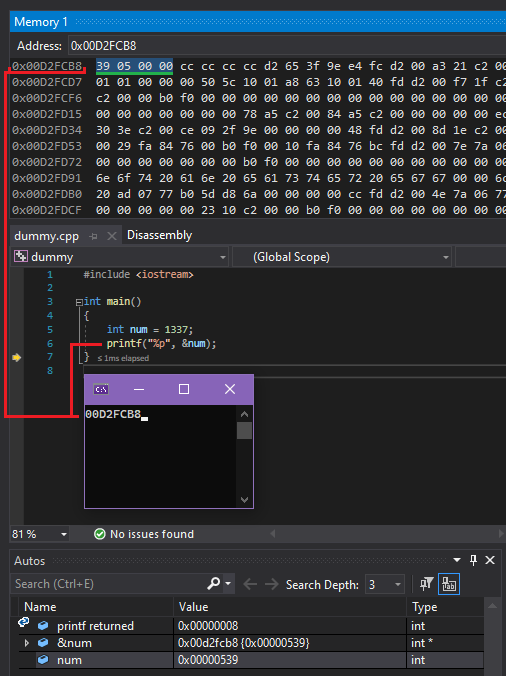 Memory 1
Address: 0x00D2FCB8
0x00D2FCB8 39 05 00 00 cc cc cc cc d2 65 3f 9e e4 fc d2 00 a3 21 c2 00
0x00D2FCD7 01 01 00 00 00 50 5c 10 01 a8 63 10 01 40 fd d2 00 f7 1f c2
0x00D2FCF6 c2 00 00 b0 f0 00 00 00 00 00 00 00 00 00 00 00 00 00 00 00
0x00D2FD15 00 00 00 00 00 00 78 a5 c2 00 84 a5 c2 00 00 00 00 00 ec
0x00D2FD34 30 3e c2 00 ce 09 2f 9e 00 00 00 00 48 fd d2 00 8d 1e c2 00
0x00D2FD53 00 29 fa 84 76 00 b0 f0 00 10 fa 84 76 bc fd d2 00 7e 7a 06
0x00D2FD72 00 00 00 00 00 00 b0 f0 00 00 00 00 00 00 00 00 00 00 00 00
0x00D2FD91 6e 6f 74 20 61 6e 20 65 61 73 74 65 72 20 65 67 67 00 00 6c
0x00D2FDB0 20 ad 07 77 b0 5d d8 6a 00 00 00 00 cc fd d2 00 4e 7a 06 77
0x00D2FDCF 00 00 00 00 00 23 10 c2 00 00 b0 f0 00 00 00 00 00 00 00 00
dummy.cpp Disassembly
dummy (Global Scope)
1 #include <iostream>
2
3 int main()
4 {
5 int num = 1337;
6 printf("%p", &num);
7 } ≤ 1ms elapsed
8
C:\
00D2FCB8
81 % No issues found
Autos
Search (Ctrl+E) Search Depth: 3
Name Value Type
printf returned 0x00000008 int
&num 0x00d2fcb8 {0x00000539} int *
num 0x00000539 int